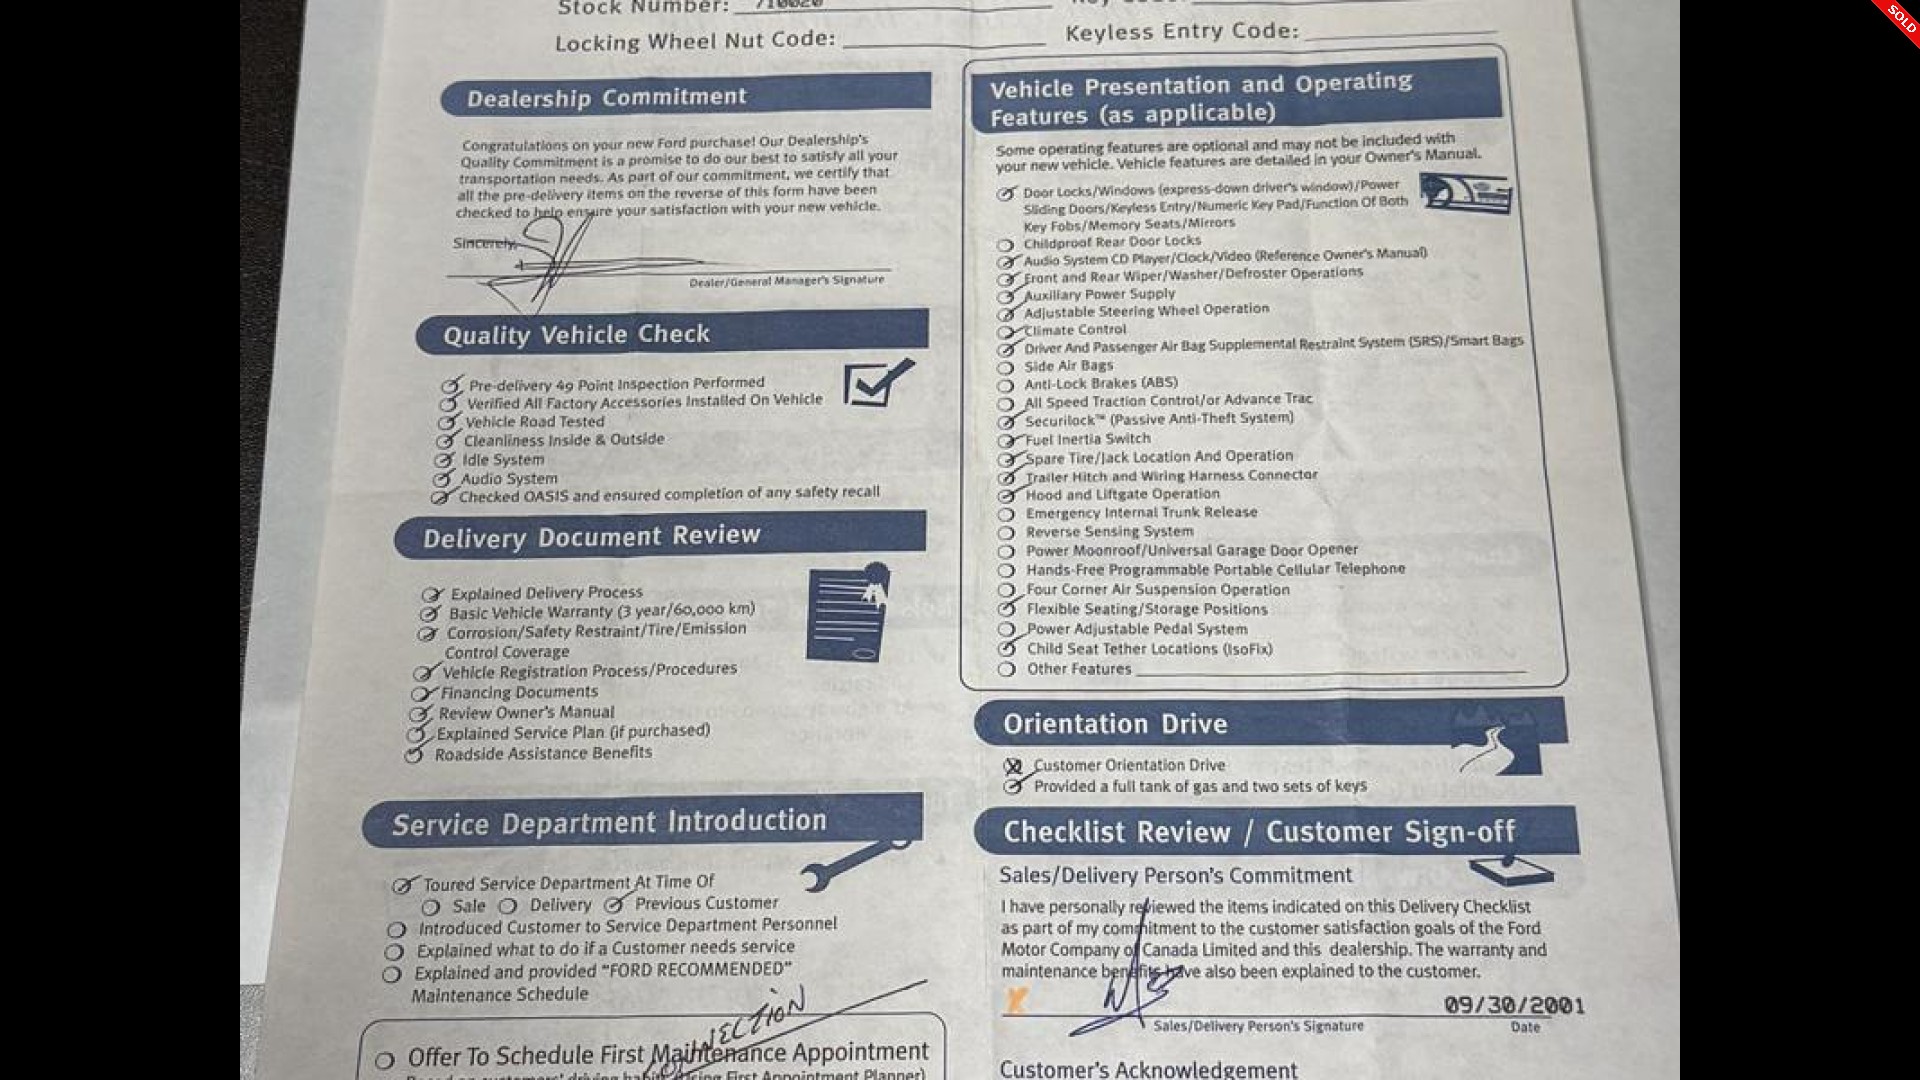 SOLD
Stock Number: 710020
Locking Wheel Nut Code:
Keyless Entry Code:
Dealership Commitment
Congratulations on your new Ford purchase! Our Dealership's
Quality Commitment is a promise to do our best to satisfy all your
transportation needs. As part of our commitment, we certify that
all the pre-delivery items on the reverse of this form have been
checked to help ensure your satisfaction with your new vehicle.
Sincerely,
Dealer/General Manager's Signature
Quality Vehicle Check
Pre-delivery 49 Point Inspection Performed
Verified All Factory Accessories Installed On Vehicle
Vehicle Road Tested
Cleanliness Inside & Outside
Idle System
Audio System
Checked OASIS and ensured completion of any safety recall
Delivery Document Review
Explained Delivery Process
Basic Vehicle Warranty (3 year/60,000 km)
Corrosion/Safety Restraint/Tire/Emission
Control Coverage
Vehicle Registration Process/Procedures
Financing Documents
Review Owner's Manual
Explained Service Plan (if purchased)
Roadside Assistance Benefits
Service Department Introduction
Toured Service Department At Time Of
Sale Delivery Previous Customer
Introduced Customer to Service Department Personnel
Explained what to do if a Customer needs service
Explained and provided "FORD RECOMMENDED"
Maintenance Schedule
Offer To Schedule First Maintenance Appointment
First Appointment Planner)
Vehicle Presentation and Operating
Features (as applicable)
Some operating features are optional and may not be included with
your new vehicle. Vehicle features are detailed in your Owner's Manual.
Door Locks/Windows (express-down driver's window)/Power
Sliding Doors/Keyless Entry/Numeric Key Pad/Function Of Both
Key Fobs/Memory Seats/Mirrors
Childproof Rear Door Locks
Audio System CD Player/Clock/Video (Reference Owner's Manual)
Front and Rear Wiper/Washer/Defroster Operations
Auxiliary Power Supply
Adjustable Steering Wheel Operation
Climate Control
Driver And Passenger Air Bag Supplemental Restraint System (SRS)/Smart Bags
Side Air Bags
Anti-Lock Brakes (ABS)
All Speed Traction Control/or Advance Trac
Securilock™ (Passive Anti-Theft System)
Fuel Inertia Switch
Spare Tire/Jack Location And Operation
Trailer Hitch and Wiring Harness Connector
Hood and Liftgate Operation
Emergency Internal Trunk Release
Reverse Sensing System
Power Moonroof/Universal Garage Door Opener
Hands-Free Programmable Portable Cellular Telephone
Four Corner Air Suspension Operation
Flexible Seating/Storage Positions
Power Adjustable Pedal System
Child Seat Tether Locations (IsoFix)
Other Features
Orientation Drive
Customer Orientation Drive
Provided a full tank of gas and two sets of keys
Checklist Review / Customer Sign-off
Sales/Delivery Person's Commitment
I have personally reviewed the items indicated on this Delivery Checklist
as part of my commitment to the customer satisfaction goals of the Ford
Motor Company of Canada Limited and this dealership. The warranty and
maintenance benefits have also been explained to the customer.
X 09/30/2001
Sales/Delivery Person's Signature Date
Customer's Acknowledgement